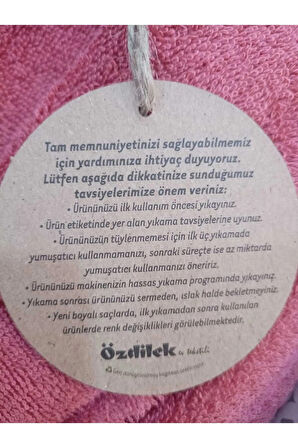 Tam memnuniyetinizi sağlayabilmemiz
için yardımınıza ihtiyaç duyuyoruz.
Lütfen aşağıda dikkatinize sunduğumuz
tavsiyelerimize önem veriniz:
• Ürününüzü ilk kullanım öncesi yıkayınız.
• Ürün etiketinde yer alan yıkama tavsiyelerine uyunuz.
• Ürününüzün tüylenmemesi için ilk üç yıkamada
yumuşatıcı kullanmamanızı, sonraki süreçte ise az miktarda
yumuşatıcı kullanmanızı öneririz.
• Ürününüzü makinenizin hassas yıkama programında yıkayınız.
• Yıkama sonrası ürününüzü sermeden, ıslak halde bekletmeyiniz.
• Yeni boyalı saçlarda, ilk yıkamadan sonra kullanılan
ürünlerde renk değişiklikleri görülebilmektedir.
Özdilek